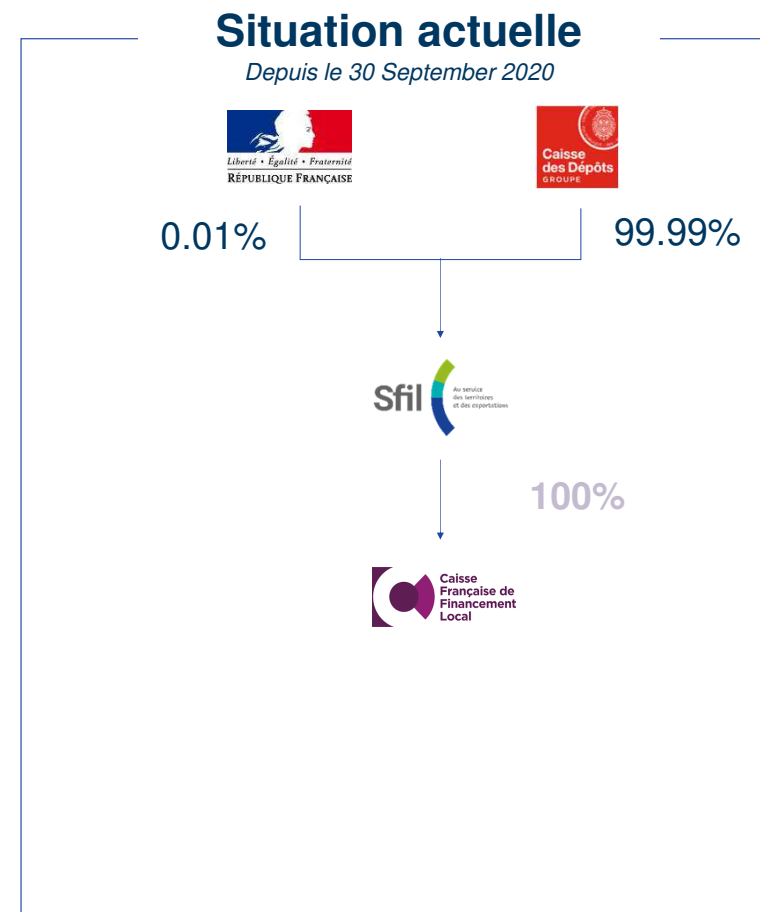 Situation actuelle
Depuis le 30 September 2020
Liberté • Égalité • Fraternité
RÉPUBLIQUE FRANÇAISE
Caisse
des Dépôts
GROUPE
0.01%
99.99%
Sfil
Au service
des territoires
et des exportations
100%
Caisse
Française de
Financement
Local